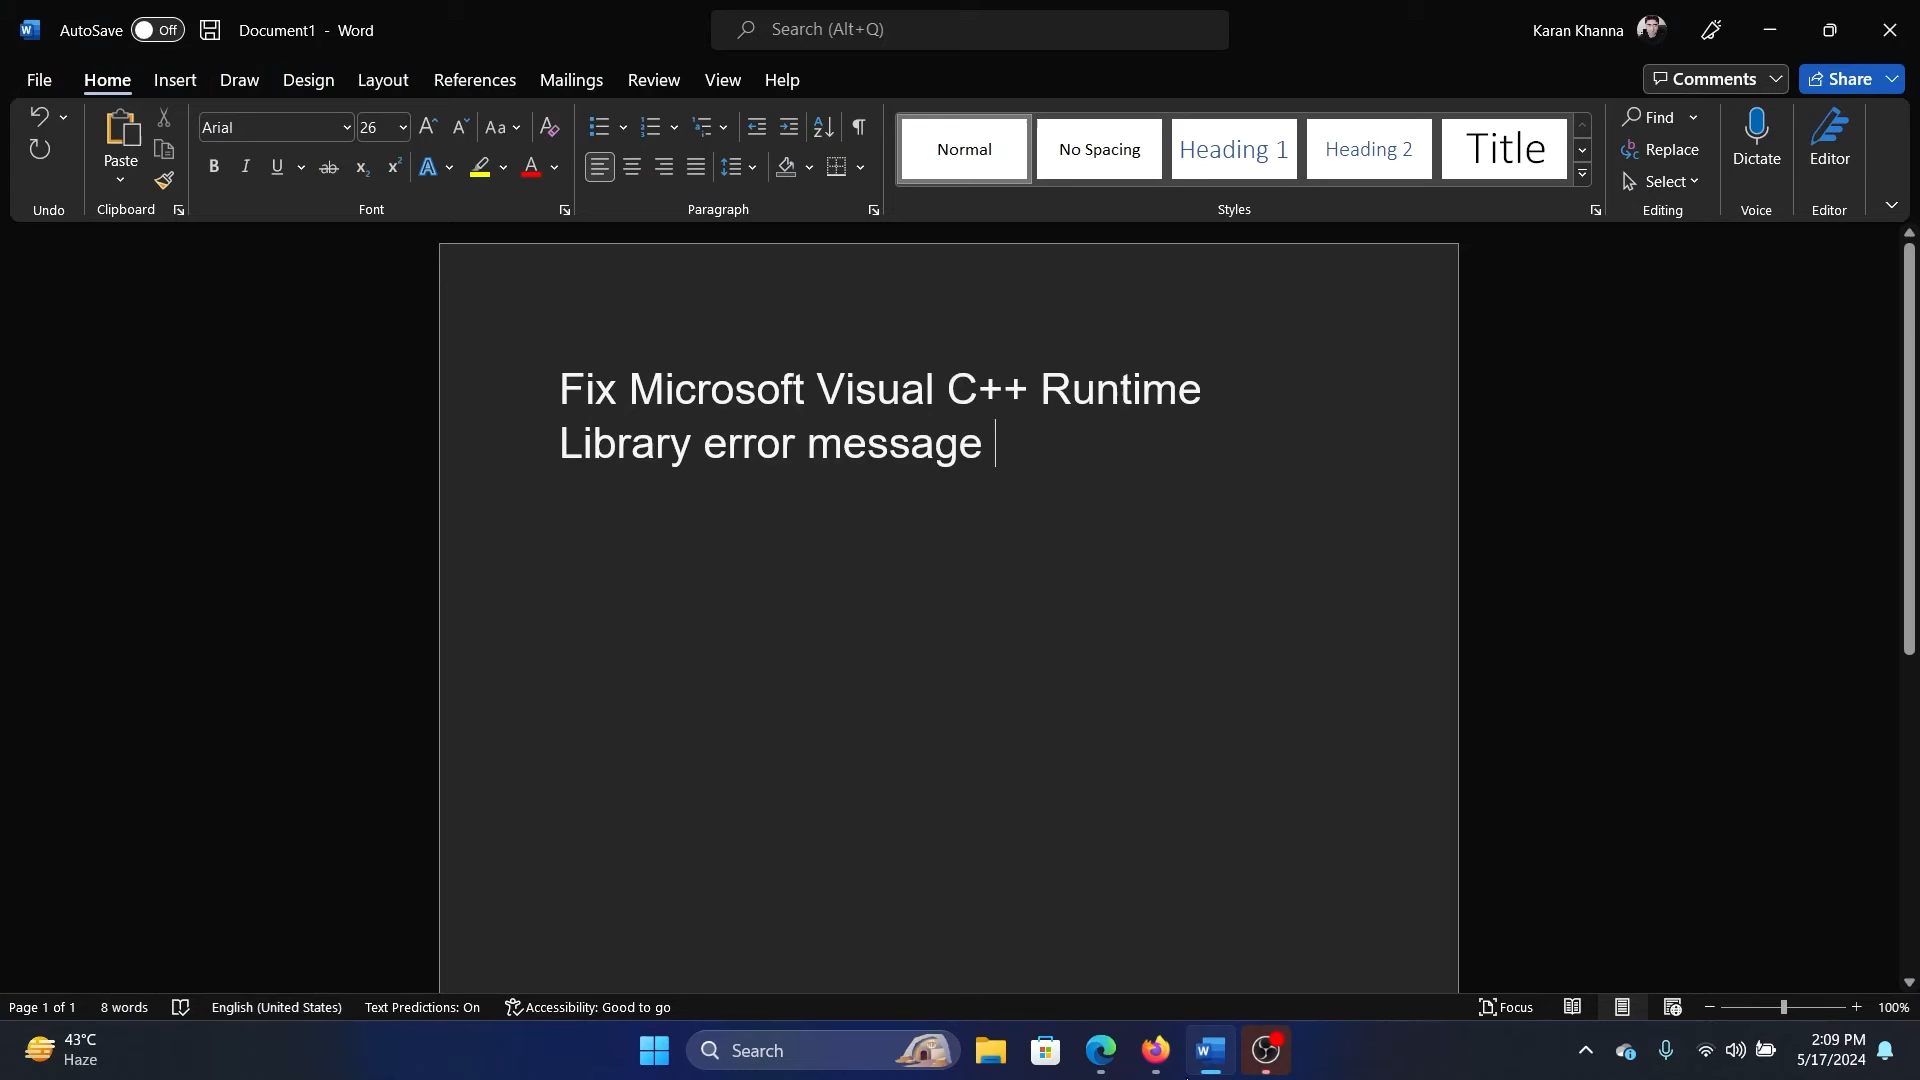 AutoSave Off Document1 - Word Search (Alt+Q) Karan Khanna
File Home Insert Draw Design Layout References Mailings Review View Help Comments Share
Paste Arial 26 Aa Normal No Spacing Heading 1 Heading 2 Title Find Replace Select Dictate Editor
Undo Clipboard Font Paragraph Styles Editing Voice Editor
Fix Microsoft Visual C++ Runtime
Library error message
Page 1 of 1 8 words English (United States) Text Predictions: On Accessibility: Good to go Focus 100%
43°C
Haze
Search
2:09 PM
5/17/2024